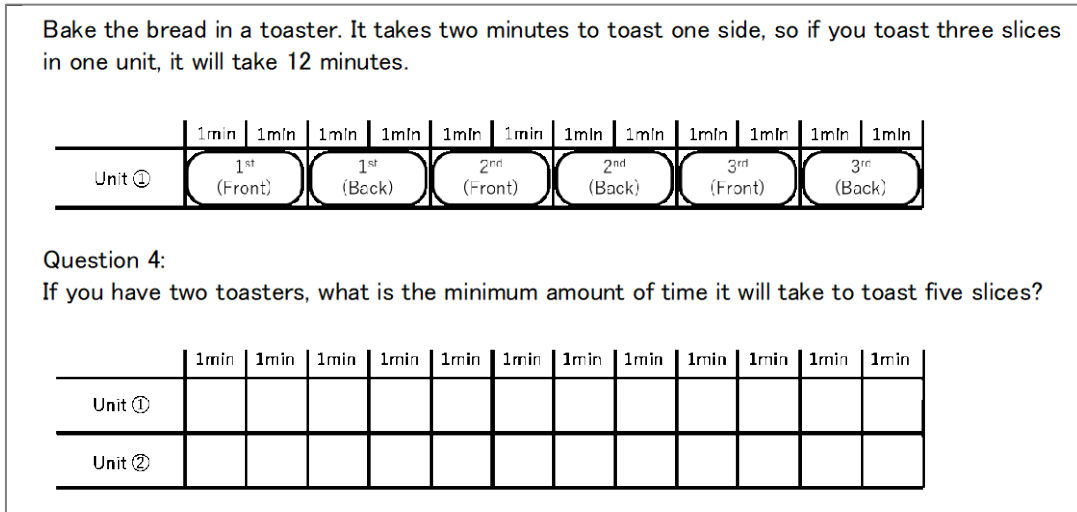 Bake the bread in a toaster. It takes two minutes to toast one side, so if you toast three slices
in one unit, it will take 12 minutes.
1min 1min 1min 1min 1min 1min 1min 1min 1min 1min 1min 1min
Unit ① 1st (Front) 1st (Back) 2nd (Front) 2nd (Back) 3rd (Front) 3rd (Back)
Question 4:
If you have two toasters, what is the minimum amount of time it will take to toast five slices?
1min 1min 1min 1min 1min 1min 1min 1min 1min 1min 1min 1min
Unit ①
Unit ②